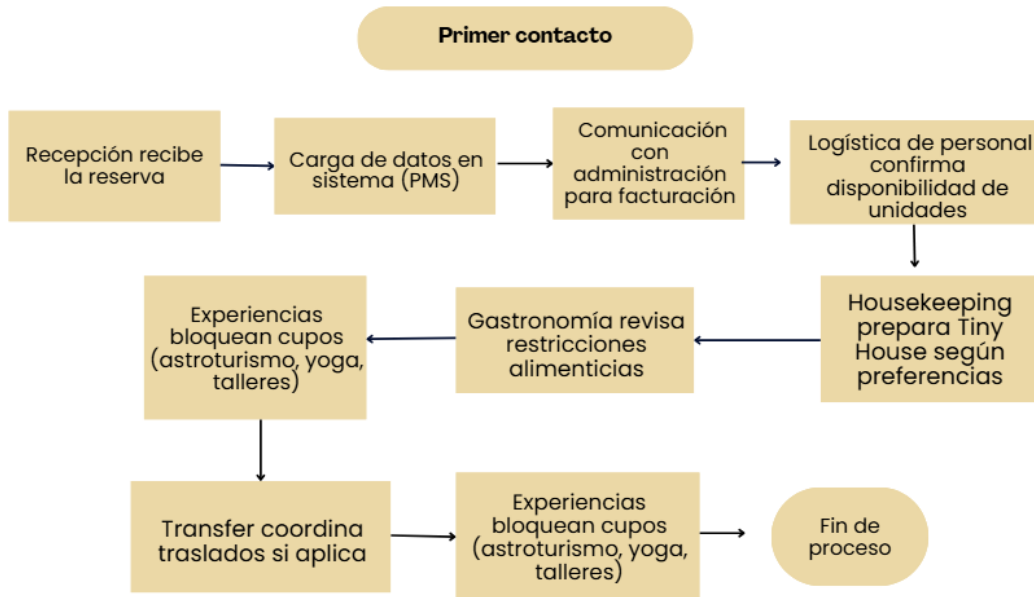 Primer contacto
Recepción recibe
la reserva
Carga de datos en
sistema (PMS)
Comunicación
con
administración
para facturación
Logística de personal
confirma
disponibilidad de
unidades
Housekeeping
prepara Tiny
House según
preferencias
Gastronomía revisa
restricciones
alimenticias
Experiencias
bloquean cupos
(astroturismo, yoga,
talleres)
Transfer coordina
traslados si aplica
Experiencias
bloquean cupos
(astroturismo, yoga,
talleres)
Fin de
proceso